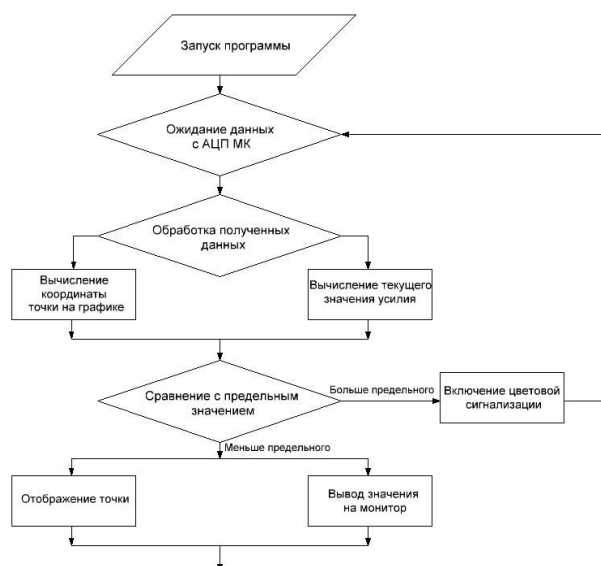 Запуск программы
Ожидание данных
с АЦП МК
Обработка полученных
данных
Вычисление
координаты
точки на графике
Вычисление текущего
значения усилия
Сравнение с предельным
значением
Больше предельного
Включение цветовой
сигнализации
Меньше предельного
Отображение точки
Вывод значения
на монитор